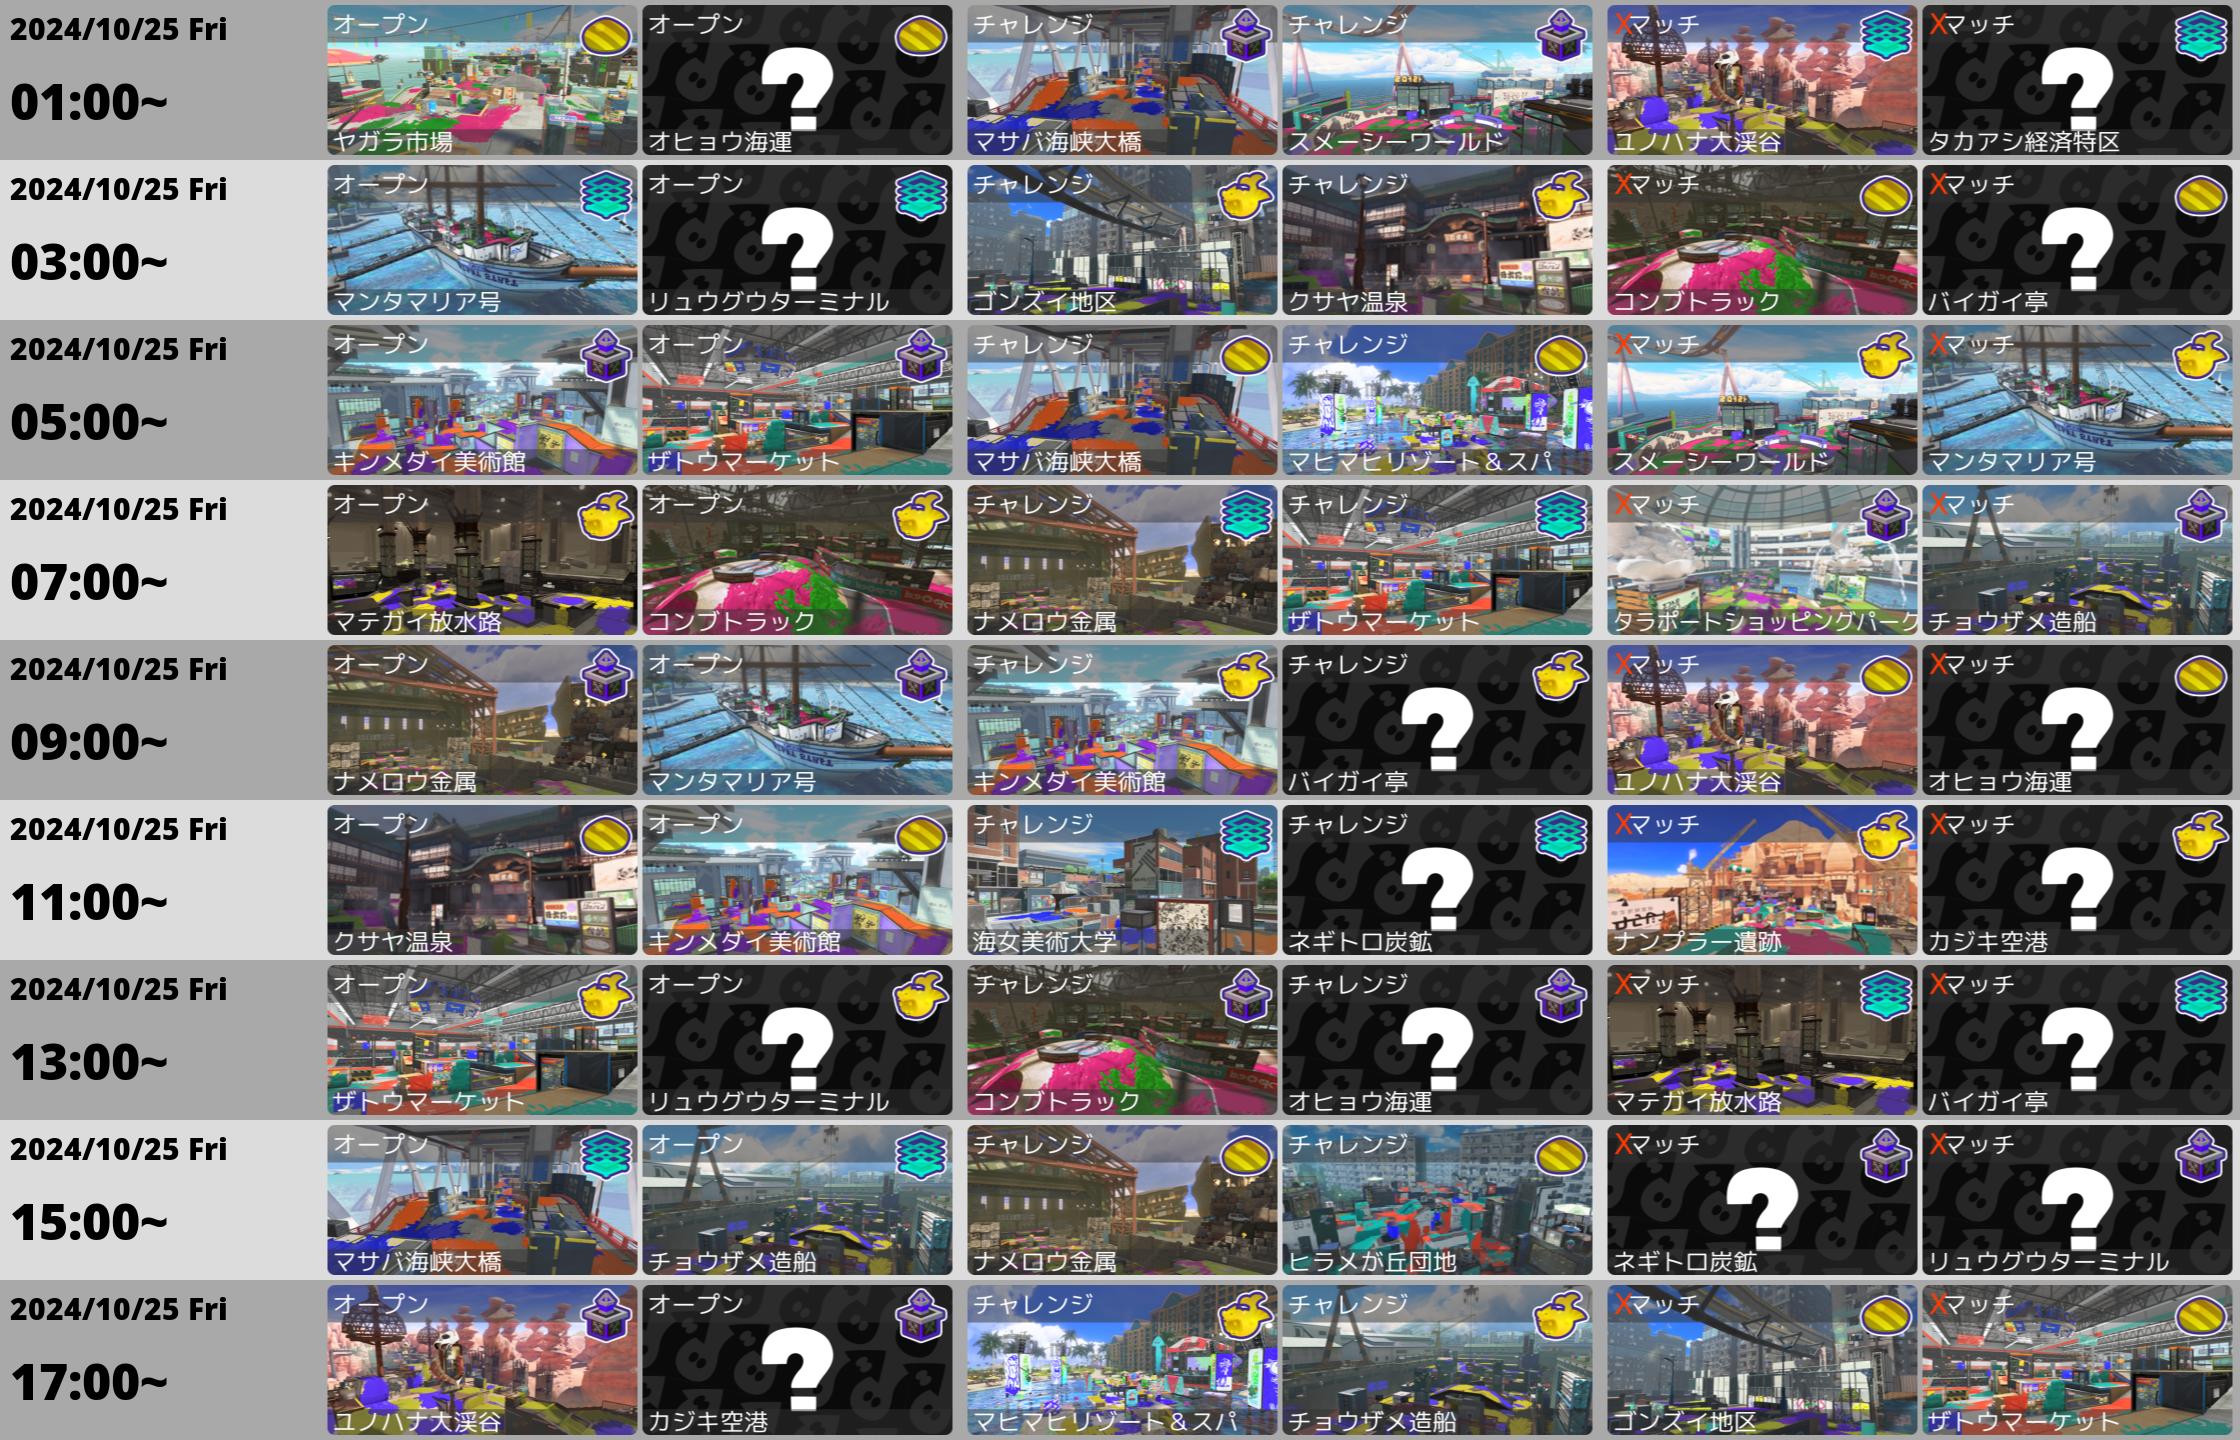 2024/10/25 Fri
01:00~
オープン
ヤガラ市場
オープン
オヒョウ海運
チャレンジ
マサバ海峡大橋
チャレンジ
スメーシーワールド
Xマッチ
ユノハナ大渓谷
Xマッチ
タカアシ経済特区
2024/10/25 Fri
03:00~
オープン
マンタマリア号
オープン
リュウグウターミナル
チャレンジ
ゴンズイ地区
チャレンジ
クサヤ温泉
Xマッチ
コンブトラック
Xマッチ
バイガイ亭
2024/10/25 Fri
05:00~
オープン
キンメダイ美術館
オープン
ザトウマーケット
チャレンジ
マサバ海峡大橋
チャレンジ
マヒマヒリゾート＆スパ
Xマッチ
スメーシーワールド
Xマッチ
マンタマリア号
2024/10/25 Fri
07:00~
オープン
マテガイ放水路
オープン
コンブトラック
チャレンジ
ナメロウ金属
チャレンジ
ザトウマーケット
Xマッチ
タラポートショッピングパーク
Xマッチ
チョウザメ造船
2024/10/25 Fri
09:00~
オープン
ナメロウ金属
オープン
マンタマリア号
チャレンジ
キンメダイ美術館
チャレンジ
バイガイ亭
Xマッチ
ユノハナ大渓谷
Xマッチ
オヒョウ海運
2024/10/25 Fri
11:00~
オープン
クサヤ温泉
オープン
キンメダイ美術館
チャレンジ
海女美術大学
チャレンジ
ネギトロ炭鉱
Xマッチ
ナンプラー遺跡
Xマッチ
カジキ空港
2024/10/25 Fri
13:00~
オープン
ザトウマーケット
オープン
リュウグウターミナル
チャレンジ
コンブトラック
チャレンジ
オヒョウ海運
Xマッチ
マテガイ放水路
Xマッチ
バイガイ亭
2024/10/25 Fri
15:00~
オープン
マサバ海峡大橋
オープン
チョウザメ造船
チャレンジ
ナメロウ金属
チャレンジ
ヒラメが丘団地
Xマッチ
ネギトロ炭鉱
Xマッチ
リュウグウターミナル
2024/10/25 Fri
17:00~
オープン
ユノハナ大渓谷
オープン
カジキ空港
チャレンジ
マヒマヒリゾート＆スパ
チャレンジ
チョウザメ造船
Xマッチ
ゴンズイ地区
Xマッチ
ザトウマーケット